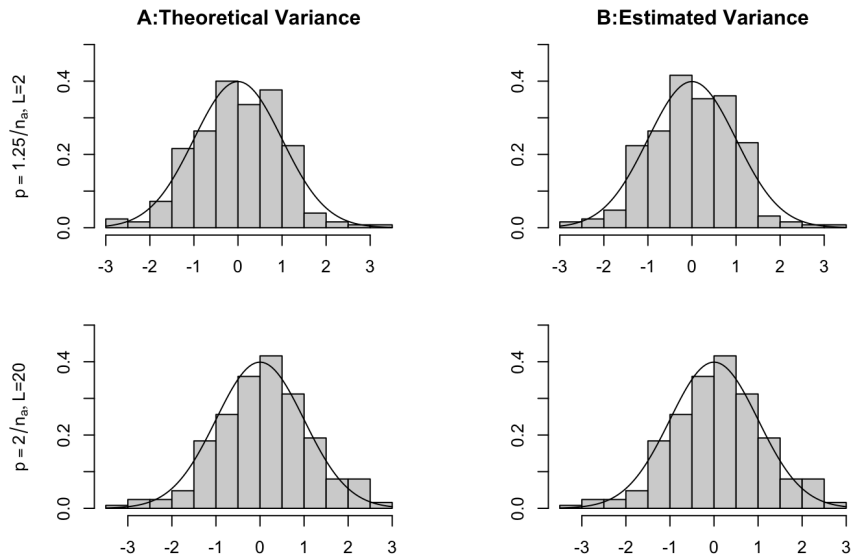 A:Theoretical Variance
B:Estimated Variance
p = 1.25/nₐ, L=2
0.0 0.2 0.4
-3 -2 -1 0 1 2 3
0.0 0.2 0.4
-3 -2 -1 0 1 2 3
p = 2/nₐ, L=20
0.0 0.2 0.4
-3 -2 -1 0 1 2 3
0.0 0.2 0.4
-3 -2 -1 0 1 2 3